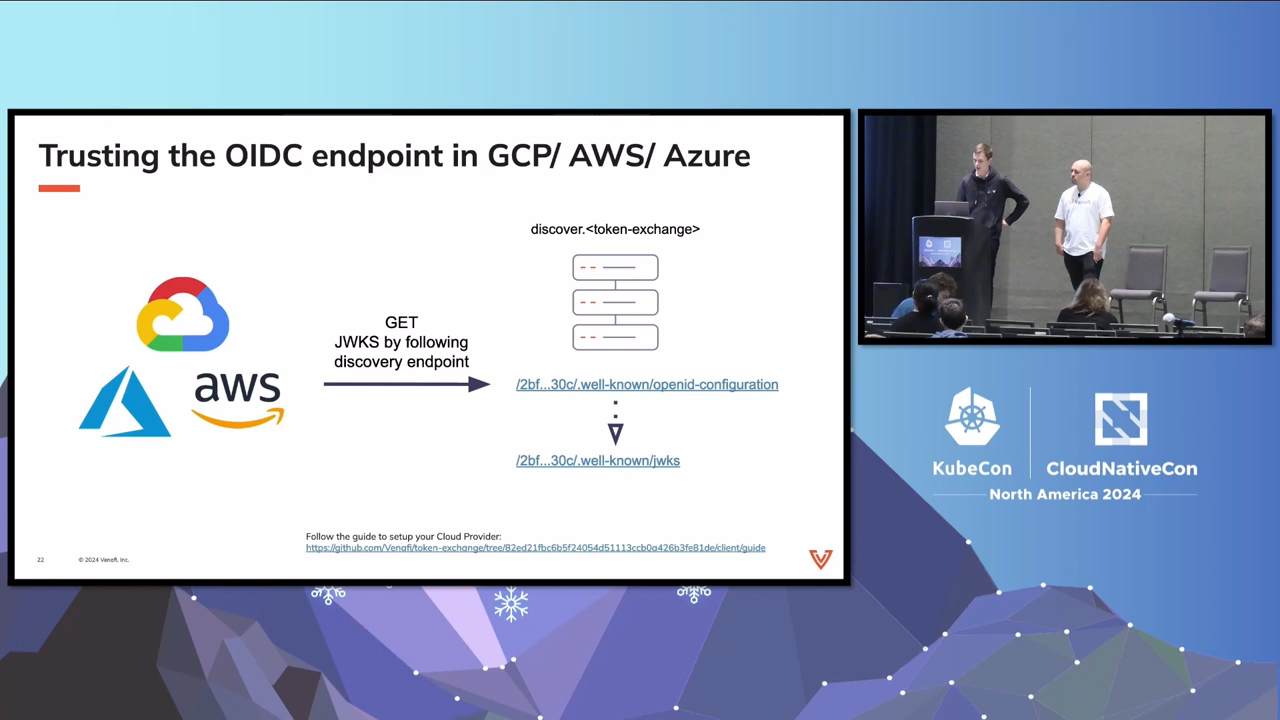 Trusting the OIDC endpoint in GCP/ AWS/ Azure
discover.<token-exchange>
GET
JWKS by following
discovery endpoint
aws
/2bf...30c/.well-known/openid-configuration
/2bf...30c/.well-known/jwks
Follow the guide to setup your Cloud Provider:
https://github.com/Venafi/token-exchange/tree/82ed21fbc6b5f24054d51113ccb0a426b3fe81de/client/guide
22
© 2024 Venafi, Inc.
KubeCon
CloudNativeCon
North America 2024